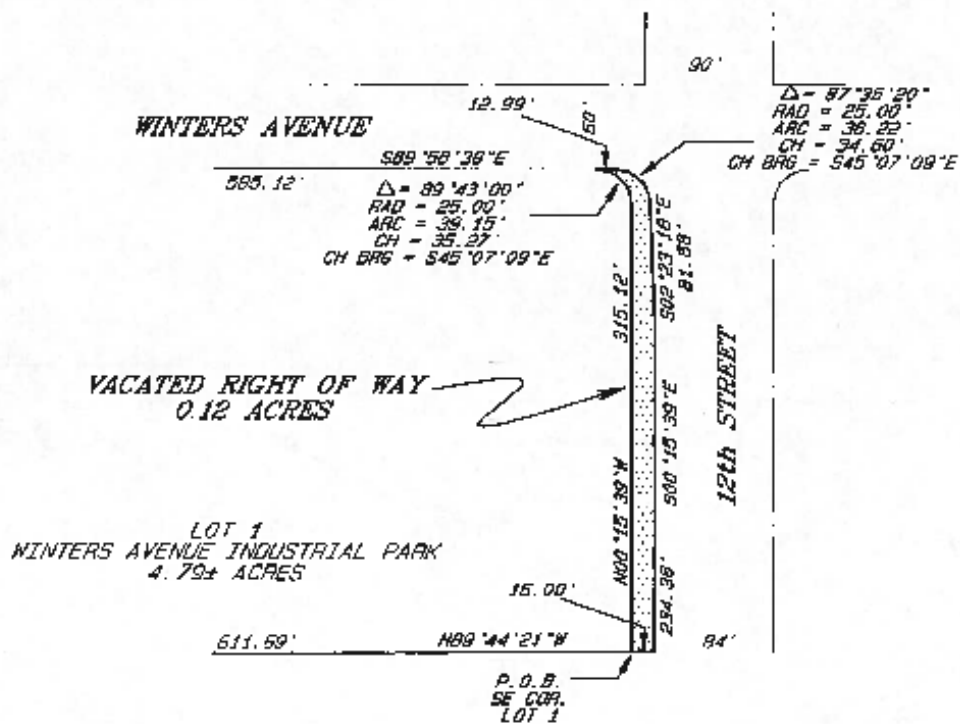 90'
12.99'
60'
Δ= 87°35'20"
RAD = 25.00'
ARC = 38.22'
CH = 34.60'
CH BRG = S45°07'09"E
WINTERS AVENUE
S89°58'38"E
595.12'
Δ= 89°43'00"
RAD = 25.00'
ARC = 39.15'
CH = 35.27'
CH BRG = S45°07'09"E
S02°23'18"E
81.88'
315.12'
VACATED RIGHT OF WAY
0.12 ACRES
12th STREET
S00°15'39"E
N00°15'39"W
LOT 1
WINTERS AVENUE INDUSTRIAL PARK
4.79± ACRES
15.00'
234.36'
611.59'
N89°44'21"W
84'
P.O.B.
SE COR.
LOT 1